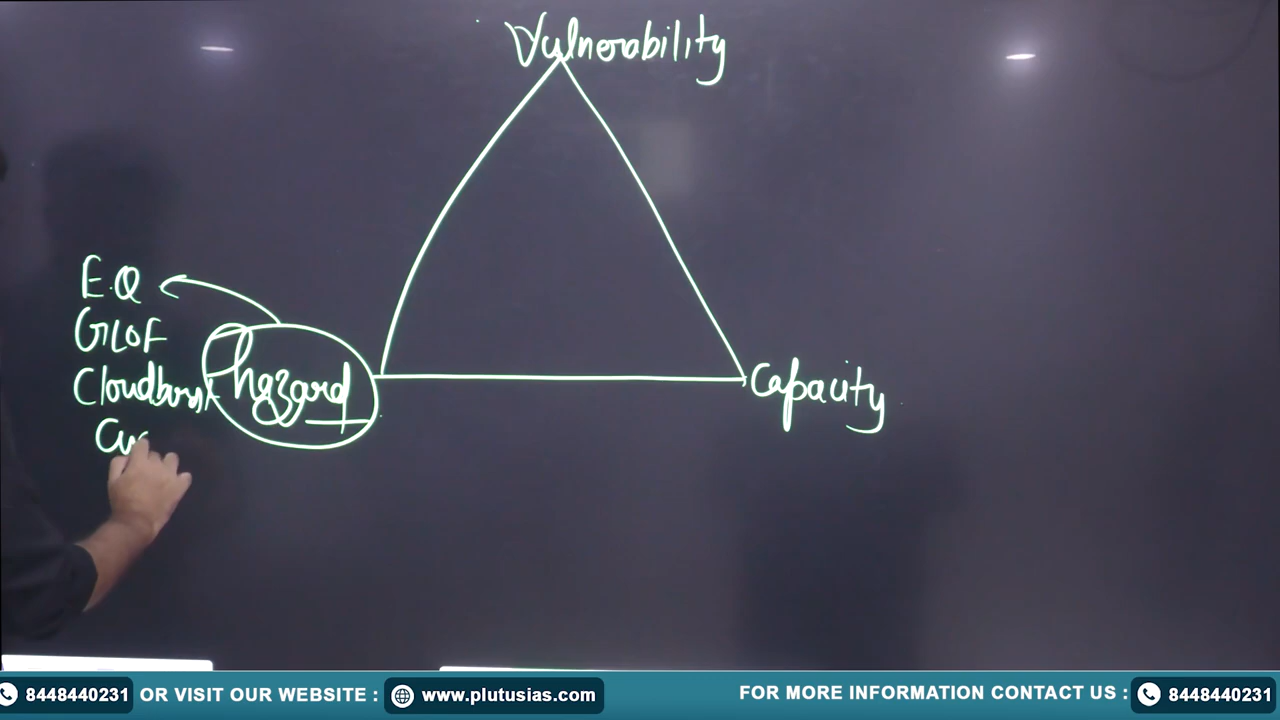 Vulnerability
E.Q
GLOF
Cloudburst
hazard
Capacity
Cyc
8448440231 OR VISIT OUR WEBSITE : www.plutusias.com FOR MORE INFORMATION CONTACT US : 8448440231